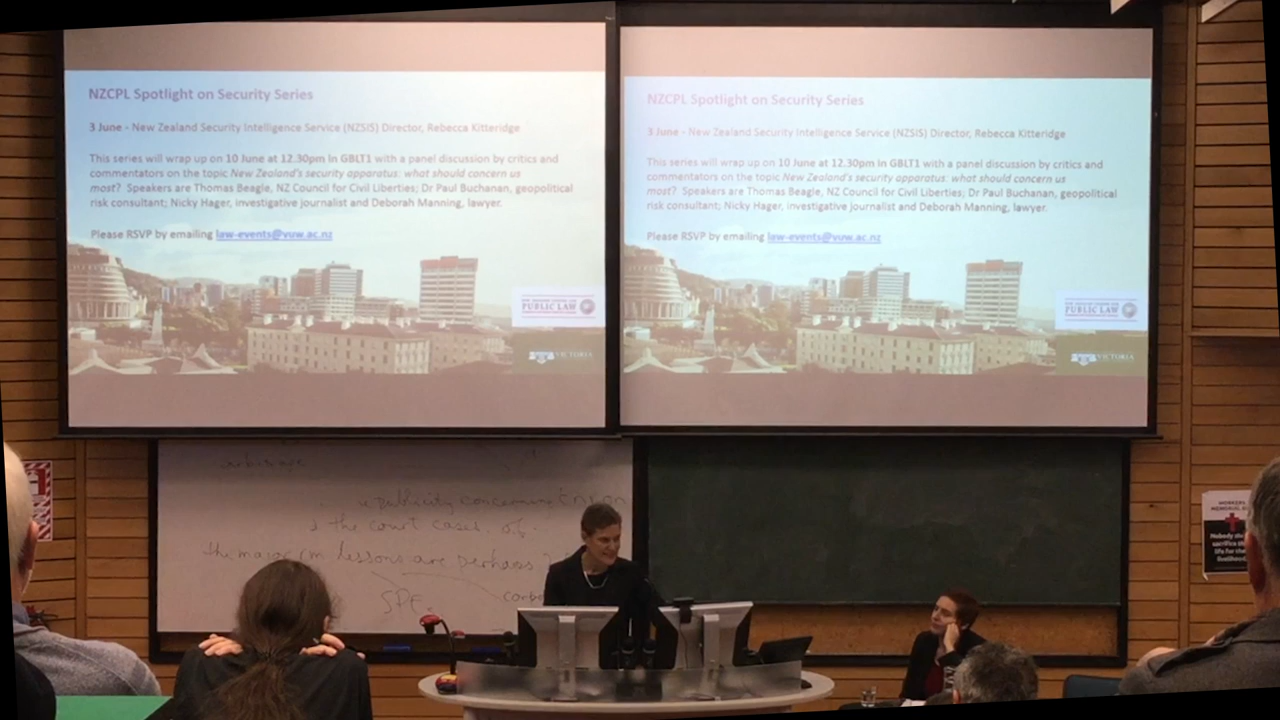 NZCPL Spotlight on Security Series
3 June - New Zealand Security Intelligence Service (NZSIS) Director, Rebecca Kitteridge
This series will wrap up on 10 June at 12.30pm in GBLT1 with a panel discussion by critics and
commentators on the topic New Zealand's security apparatus: what should concern us
most? Speakers are Thomas Beagle, NZ Council for Civil Liberties; Dr Paul Buchanan, geopolitical
risk consultant; Nicky Hager, investigative journalist and Deborah Manning, lawyer.
Please RSVP by emailing law-events@vuw.ac.nz
PUBLIC LAW
VICTORIA
NZCPL Spotlight on Security Series
3 June - New Zealand Security Intelligence Service (NZSIS) Director, Rebecca Kitteridge
This series will wrap up on 10 June at 12.30pm in GBLT1 with a panel discussion by critics and
commentators on the topic New Zealand's security apparatus: what should concern us
most? Speakers are Thomas Beagle, NZ Council for Civil Liberties; Dr Paul Buchanan, geopolitical
risk consultant; Nicky Hager, investigative journalist and Deborah Manning, lawyer.
Please RSVP by emailing law-events@vuw.ac.nz
PUBLIC LAW
VICTORIA
publicity concerning
the court cases, of
the major lessons are perhaps
SPE
WORKERS
MEMORIAL
Nobody
sacrifice
life for
livelihood